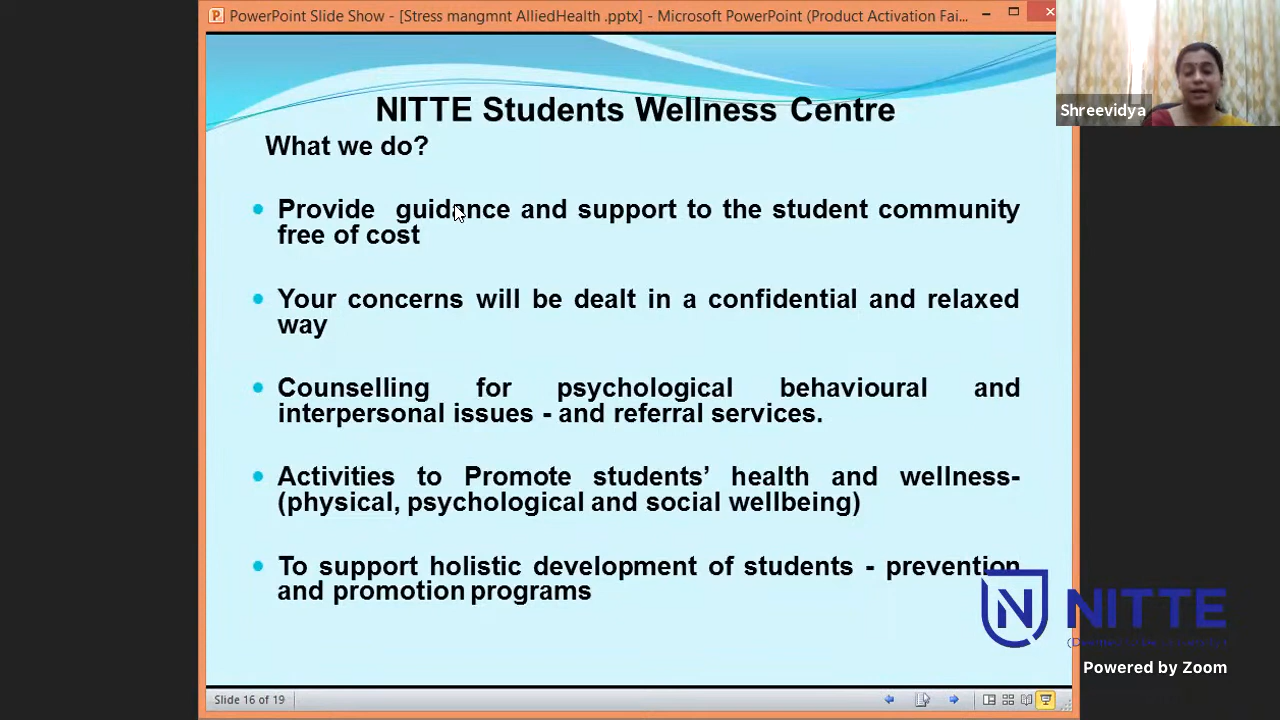 PowerPoint Slide Show - [Stress mangmnt AlliedHealth .pptx] - Microsoft PowerPoint (Product Activation Fai...
Shreevidya
NITTE Students Wellness Centre
What we do?
Provide guidance and support to the student community
free of cost
Your concerns will be dealt in a confidential and relaxed
way
Counselling for psychological behavioural and
interpersonal issues - and referral services.
Activities to Promote students’ health and wellness-
(physical, psychological and social wellbeing)
To support holistic development of students - prevention
and promotion programs
N NITTE
Powered by Zoom
Slide 16 of 19